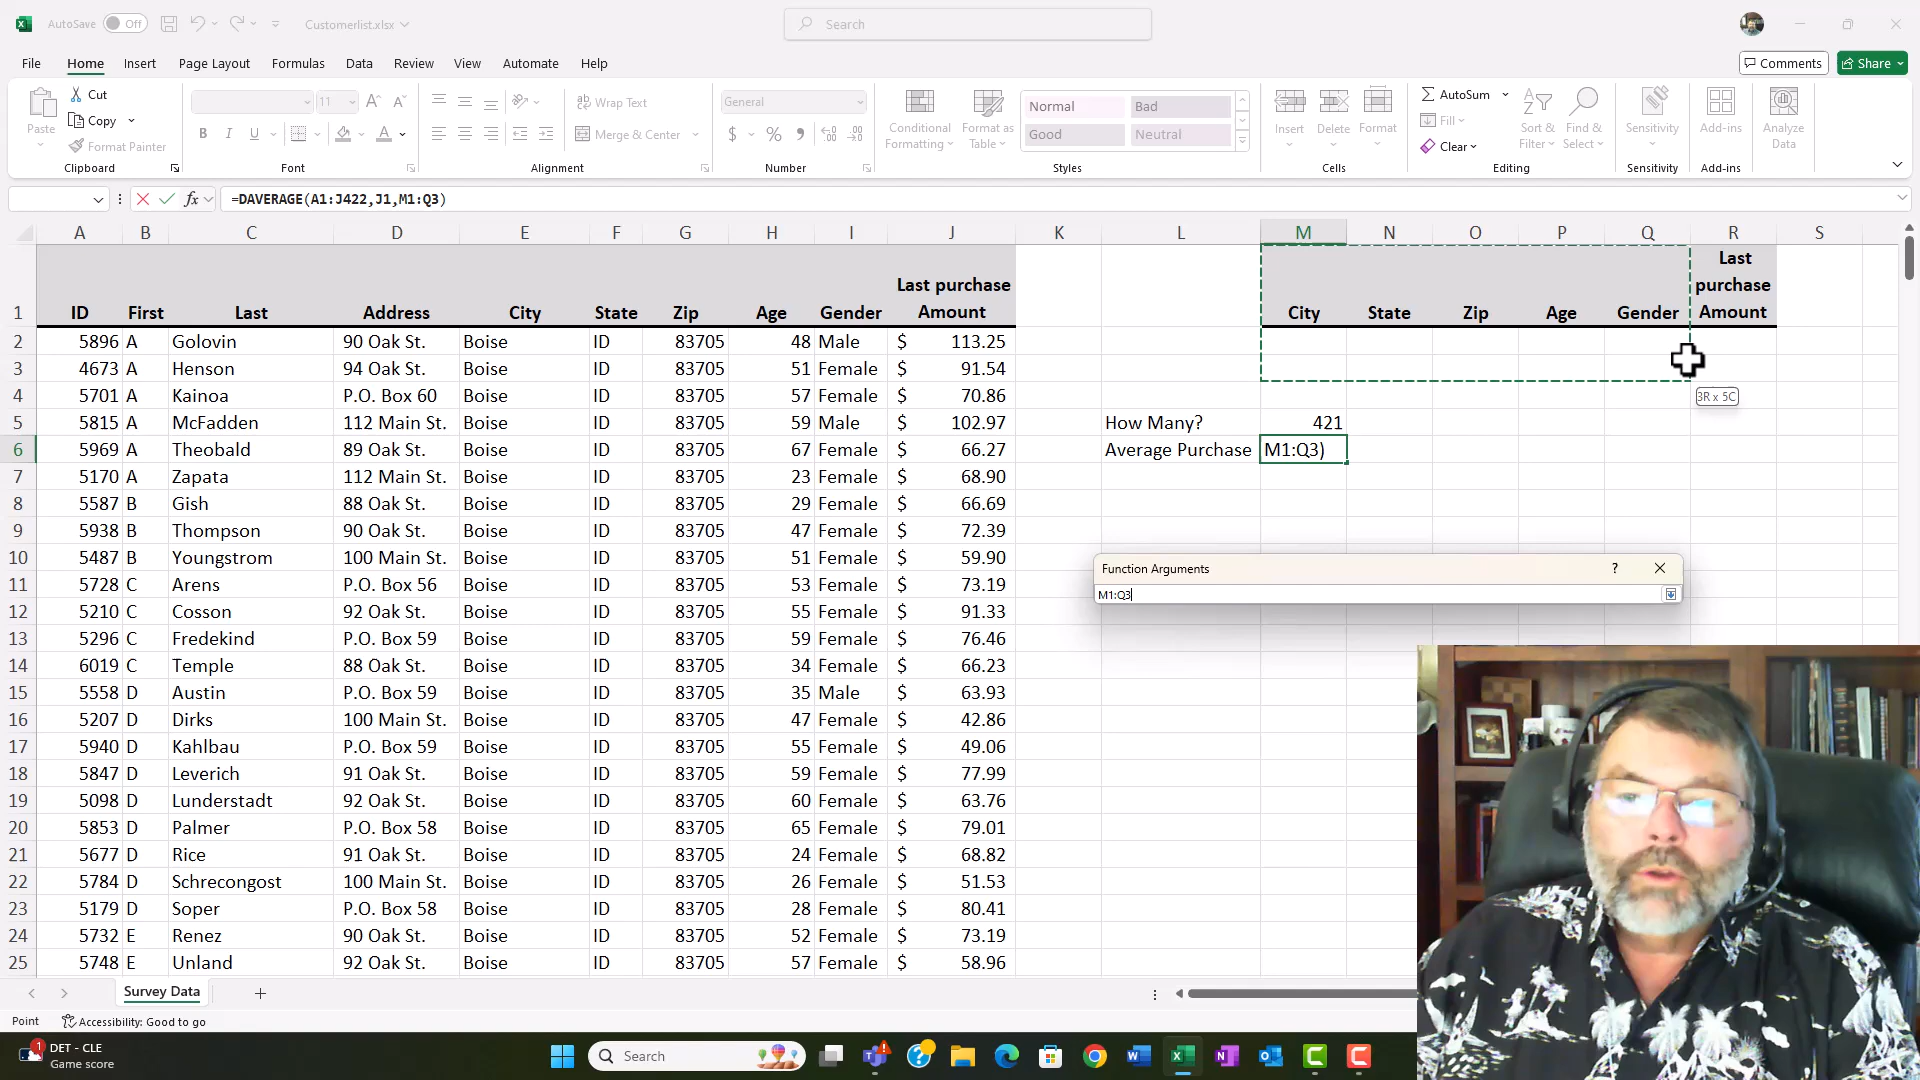 AutoSave Off Customerlist.xlsx Search
File Home Insert Page Layout Formulas Data Review View Automate Help Comments Share
Cut
Copy
Format Painter
Paste
Clipboard
11
Font
Wrap Text
Merge & Center
Alignment
General
$ % ,
Number
Conditional Formatting
Format as Table
Normal Bad
Good Neutral
Styles
Insert Delete Format
Cells
AutoSum
Fill
Clear
Sort & Filter
Find & Select
Editing
Sensitivity
Sensitivity
Add-ins
Add-ins
Analyze Data
fx =DAVERAGE(A1:J422,J1,M1:Q3)
A B C D E F G H I J K L M N O P Q R S
1 ID First Last Address City State Zip Age Gender Last purchase Amount City State Zip Age Gender Last purchase Amount
2 5896 A Golovin 90 Oak St. Boise ID 83705 48 Male $ 113.25
3 4673 A Henson 94 Oak St. Boise ID 83705 51 Female $ 91.54
4 5701 A Kainoa P.O. Box 60 Boise ID 83705 57 Female $ 70.86 3R x 5C
5 5815 A McFadden 112 Main St. Boise ID 83705 59 Male $ 102.97 How Many? 421
6 5969 A Theobald 89 Oak St. Boise ID 83705 67 Female $ 66.27 Average Purchase M1:Q3)
7 5170 A Zapata 112 Main St. Boise ID 83705 23 Female $ 68.90
8 5587 B Gish 88 Oak St. Boise ID 83705 29 Female $ 66.69
9 5938 B Thompson 90 Oak St. Boise ID 83705 47 Female $ 72.39
10 5487 B Youngstrom 100 Main St. Boise ID 83705 51 Female $ 59.90
11 5728 C Arens P.O. Box 56 Boise ID 83705 53 Female $ 73.19
12 5210 C Cosson 92 Oak St. Boise ID 83705 55 Female $ 91.33
13 5296 C Fredekind P.O. Box 59 Boise ID 83705 59 Female $ 76.46
14 6019 C Temple 88 Oak St. Boise ID 83705 34 Female $ 66.23
15 5558 D Austin P.O. Box 59 Boise ID 83705 35 Male $ 63.93
16 5207 D Dirks 100 Main St. Boise ID 83705 47 Female $ 42.86
17 5940 D Kahlbau P.O. Box 59 Boise ID 83705 55 Female $ 49.06
18 5847 D Leverich 91 Oak St. Boise ID 83705 59 Female $ 77.99
19 5098 D Lunderstadt 92 Oak St. Boise ID 83705 60 Female $ 63.76
20 5853 D Palmer P.O. Box 58 Boise ID 83705 65 Female $ 79.01
21 5677 D Rice 91 Oak St. Boise ID 83705 24 Female $ 68.82
22 5784 D Schrecongost 100 Main St. Boise ID 83705 26 Female $ 51.53
23 5179 D Soper P.O. Box 58 Boise ID 83705 28 Female $ 80.41
24 5732 E Renez 90 Oak St. Boise ID 83705 52 Female $ 73.19
25 5748 E Unland 92 Oak St. Boise ID 83705 57 Female $ 58.96
Function Arguments ?
M1:Q3
Survey Data
Point Accessibility: Good to go
1 DET - CLE
Game score
Search